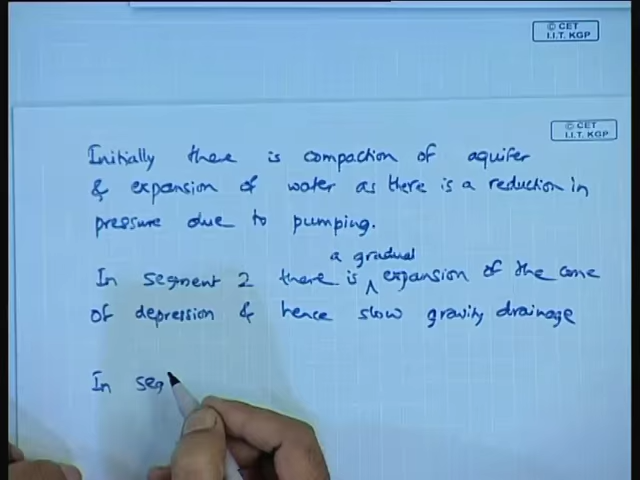 © CET
I.I.T. KGP
© CET
I.I.T. KGP
Initially there is compaction of aquifer
& expansion of water as there is a reduction in
pressure due to pumping.
a gradual
In segment 2 there is ^ expansion of the cone
of depression & hence slow gravity drainage
In seg